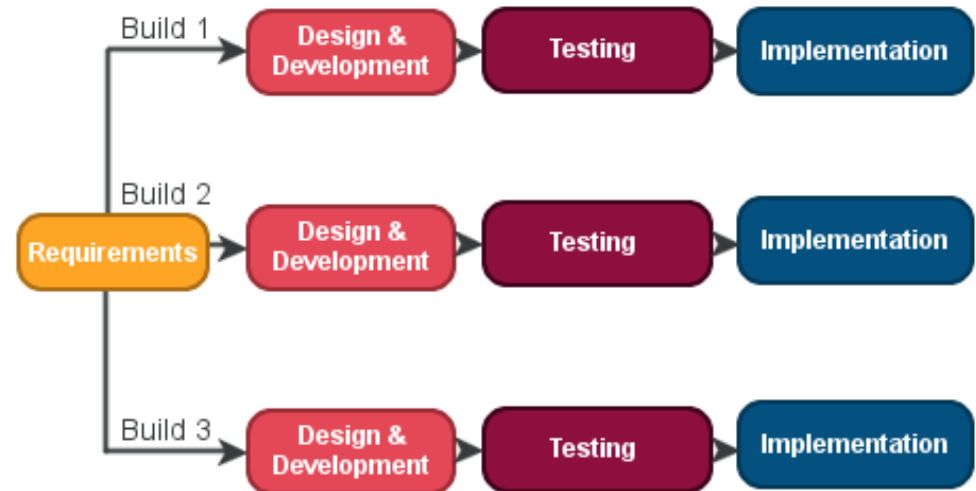 Build 1
Design &
Development
Testing
Implementation
Build 2
Requirements
Design &
Development
Testing
Implementation
Build 3
Design &
Development
Testing
Implementation